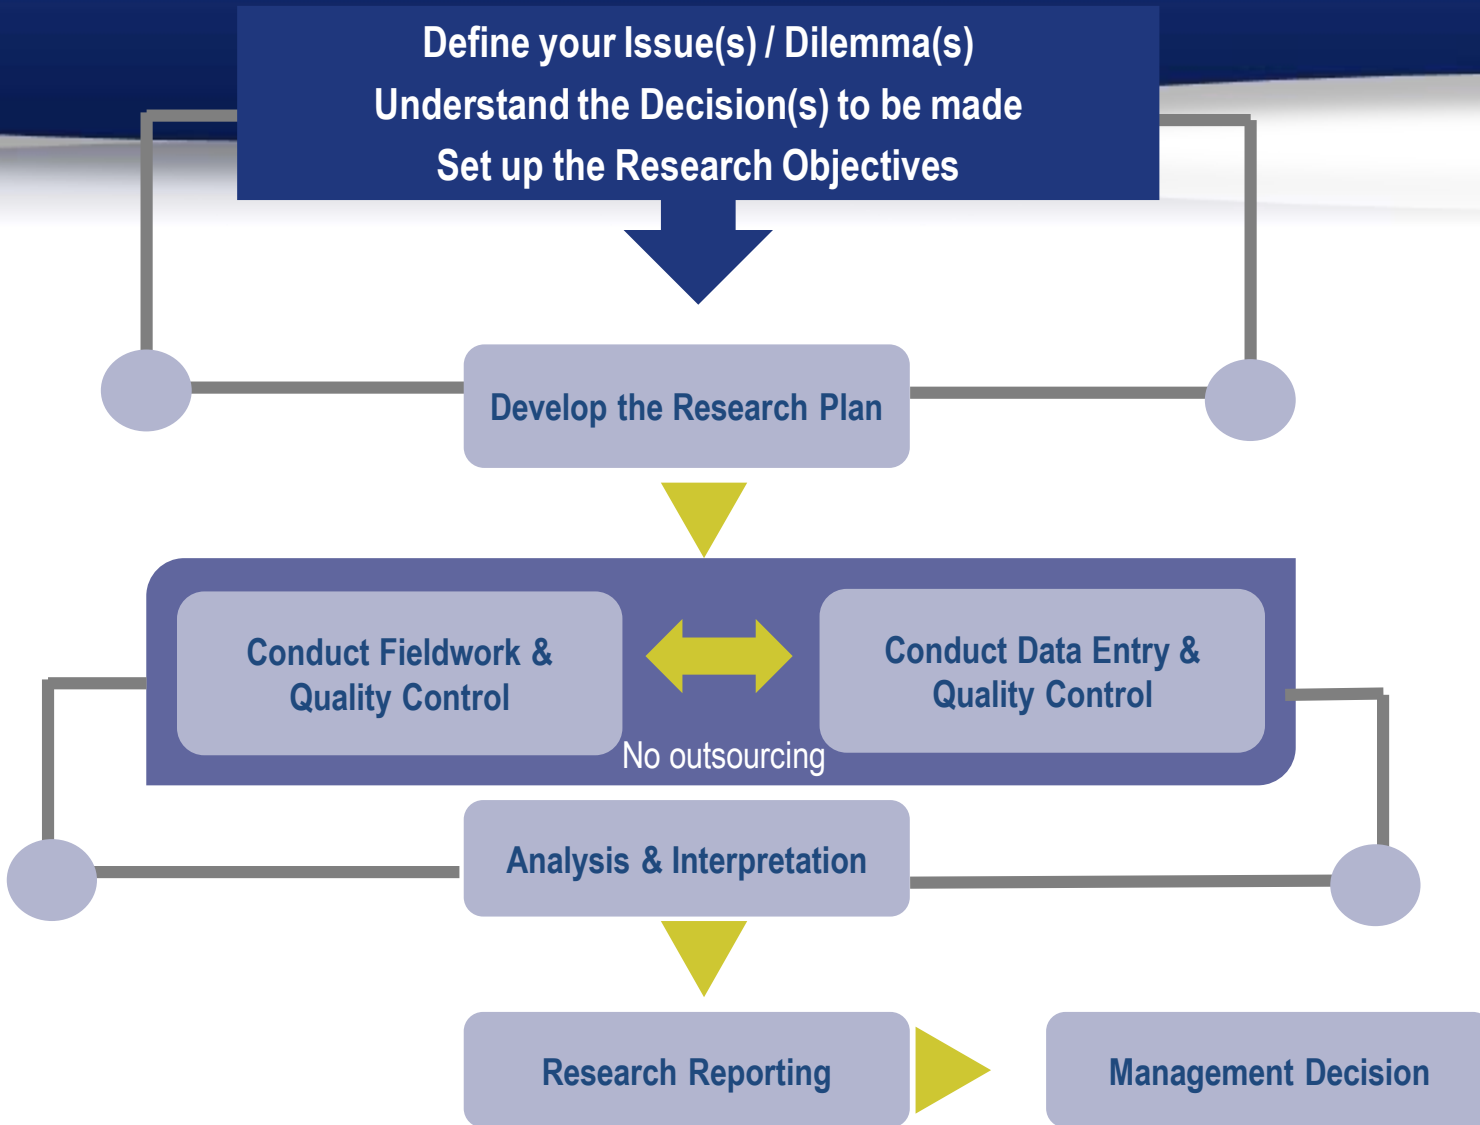 Define your Issue(s) / Dilemma(s)
Understand the Decision(s) to be made
Set up the Research Objectives
Develop the Research Plan
Conduct Fieldwork &
Quality Control
Conduct Data Entry &
Quality Control
No outsourcing
Analysis & Interpretation
Research Reporting
Management Decision